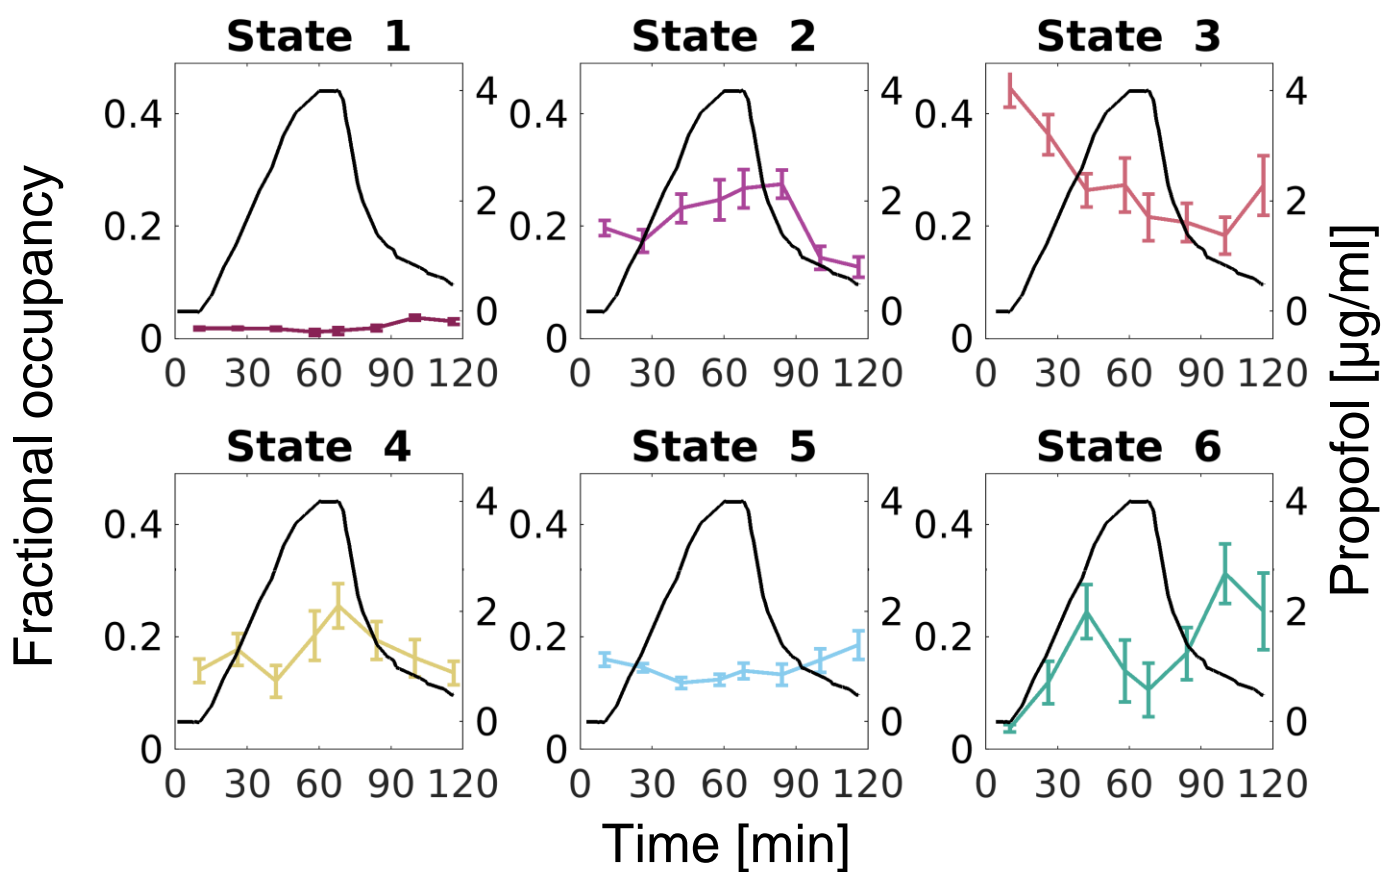 State 1
State 2
State 3
0.4
0.2
0
4
2
0
0 30 60 90 120
0.4
0.2
0
4
2
0
0 30 60 90 120
0.4
0.2
0
4
2
0
0 30 60 90 120
Fractional occupancy
Propofol [µg/ml]
State 4
State 5
State 6
0.4
0.2
0
4
2
0
0 30 60 90 120
0.4
0.2
0
4
2
0
0 30 60 90 120
0.4
0.2
0
4
2
0
0 30 60 90 120
Time [min]